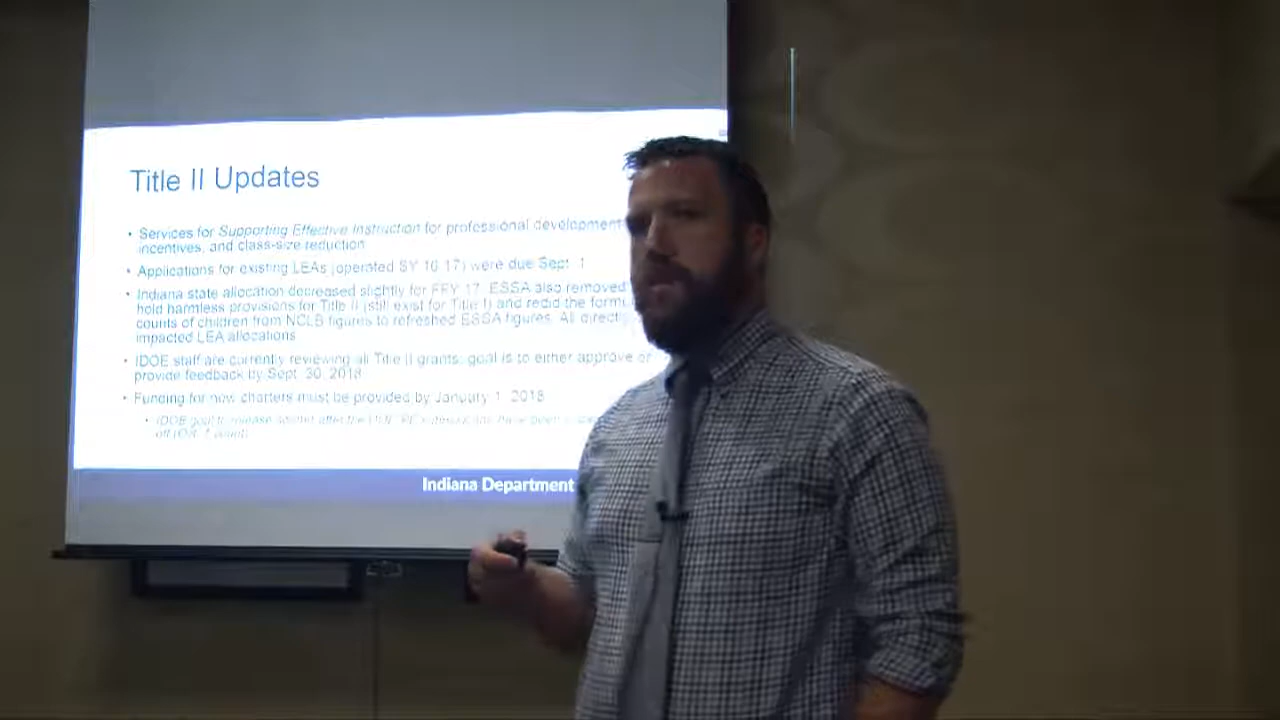 Title II Updates
• Services for Supporting Effective Instruction for professional development
incentives, and class-size reduction
• Applications for existing LEAs (operated SY 16-17) were due Sept. 1
• Indiana state allocation decreased slightly for FFY 17. ESSA also removed
hold harmless provisions for Title II (still exist for Title I) and redid the
counts of children from NCLB figures to refreshed ESSA figures. All directly
impacted LEA allocations
• IDOE staff are currently reviewing all Title II grants, goal is to either approve or
provide feedback by Sept. 30, 2018
• Funding for new charters must be provided by January 1, 2018
• IDOE goal to release
Indiana Department